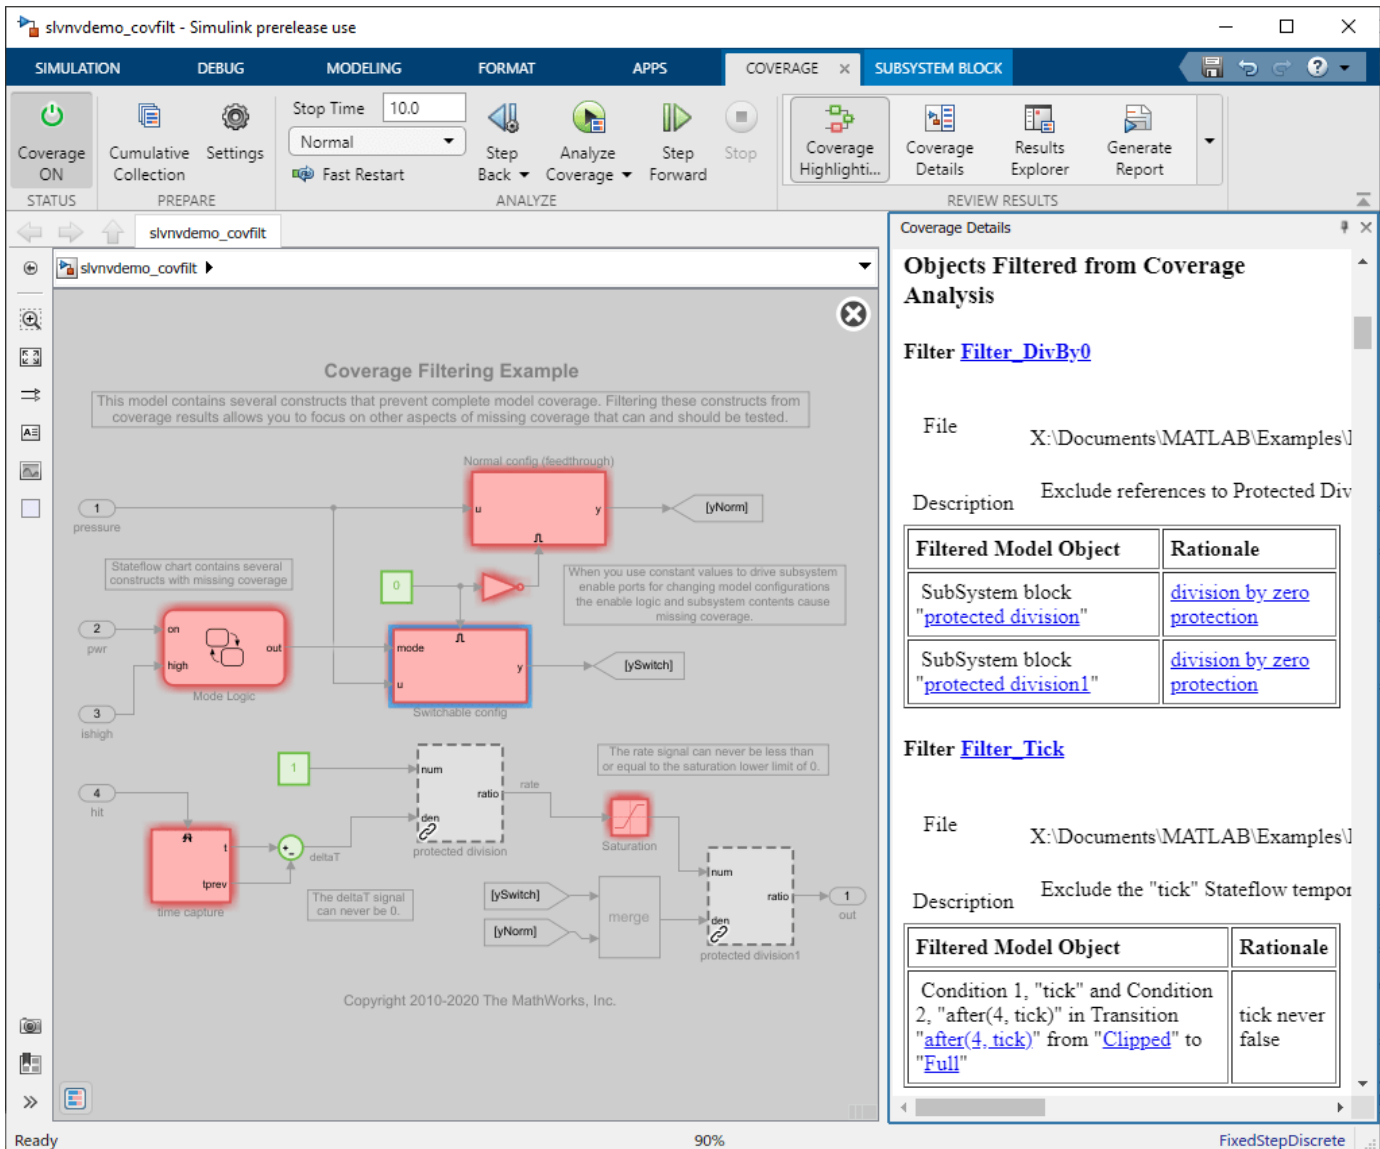 slvnvdemo_covfilt - Simulink prerelease use
SIMULATION DEBUG MODELING FORMAT APPS COVERAGE SUBSYSTEM BLOCK
Coverage
ON
STATUS
Cumulative
Collection
Settings
PREPARE
Stop Time 10.0
Normal
Fast Restart
Step
Back
Analyze
Coverage
Step
Forward
Stop
ANALYZE
Coverage
Highlighti...
Coverage
Details
Results
Explorer
Generate
Report
REVIEW RESULTS
slvnvdemo_covfilt
slvnvdemo_covfilt
Coverage Filtering Example
This model contains several constructs that prevent complete model coverage. Filtering these constructs from
coverage results allows you to focus on other aspects of missing coverage that can and should be tested.
Normal config (feedthrough)
1
pressure
u
y
[yNorm]
Stateflow chart contains several
constructs with missing coverage
0
When you use constant values to drive subsystem
enable ports for changing model configurations
the enable logic and subsystem contents cause
missing coverage.
2
pwr
on
high
out
Mode Logic
3
ishigh
mode
u
y
Switchable config
[ySwitch]
1
num
den
ratio
protected division
rate
The rate signal can never be less than
or equal to the saturation lower limit of 0.
Saturation
4
hit
t
tprev
time capture
+
-
deltaT
The deltaT signal
can never be 0.
[ySwitch]
[yNorm]
merge
num
den
ratio
protected division1
1
out
Copyright 2010-2020 The MathWorks, Inc.
Coverage Details
Objects Filtered from Coverage
Analysis
Filter Filter_DivBy0
File X:\Documents\MATLAB\Examples\
Description Exclude references to Protected Div
Filtered Model Object Rationale
SubSystem block
"protected division"
division by zero
protection
SubSystem block
"protected division1"
division by zero
protection
Filter Filter_Tick
File X:\Documents\MATLAB\Examples\
Description Exclude the "tick" Stateflow tempor
Filtered Model Object Rationale
Condition 1, "tick" and Condition
2, "after(4, tick)" in Transition
"after(4, tick)" from "Clipped" to
"Full"
tick never
false
Ready 90% FixedStepDiscrete